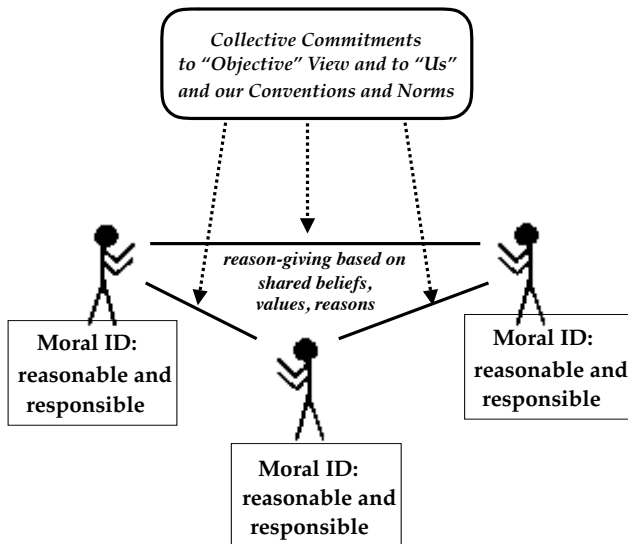 Collective Commitments
to “Objective” View and to “Us”
and our Conventions and Norms
reason-giving based on
shared beliefs,
values, reasons
Moral ID:
reasonable and
responsible
Moral ID:
reasonable and
responsible
Moral ID:
reasonable and
responsible